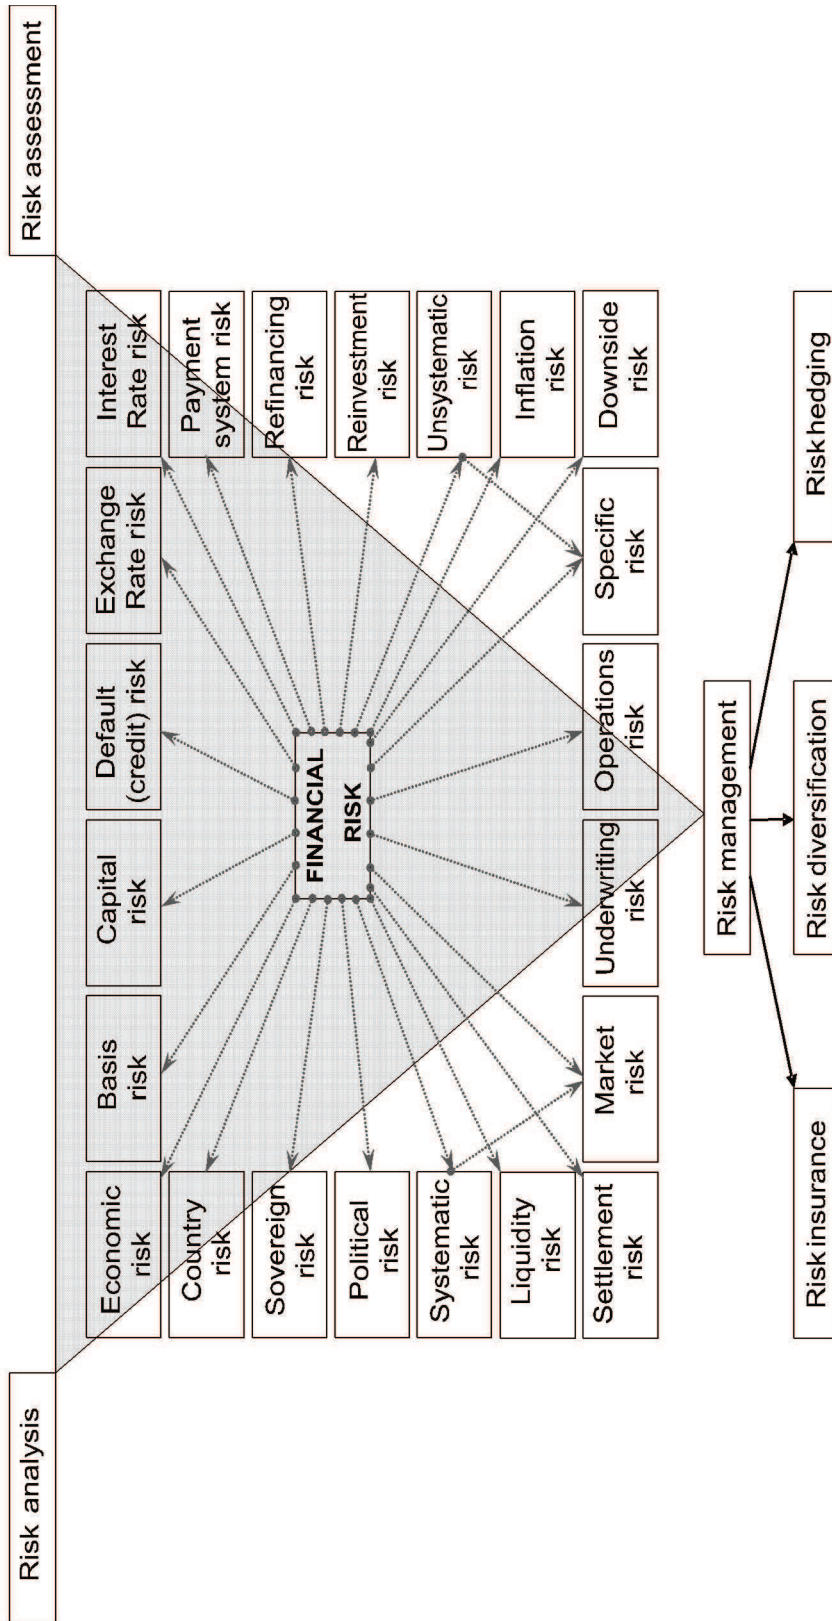 Risk analysis
Risk assessment
Economic
risk
Basis
risk
Capital
risk
Default
(credit) risk
Exchange
Rate risk
Interest
Rate risk
Country
risk
Payment
system risk
Sovereign
risk
Refinancing
risk
FINANCIAL
RISK
Political
risk
Reinvestment
risk
Systematic
risk
Unsystematic
risk
Liquidity
risk
Inflation
risk
Settlement
risk
Market
risk
Underwriting
risk
Operations
risk
Specific
risk
Downside
risk
Risk management
Risk insurance
Risk diversification
Risk hedging